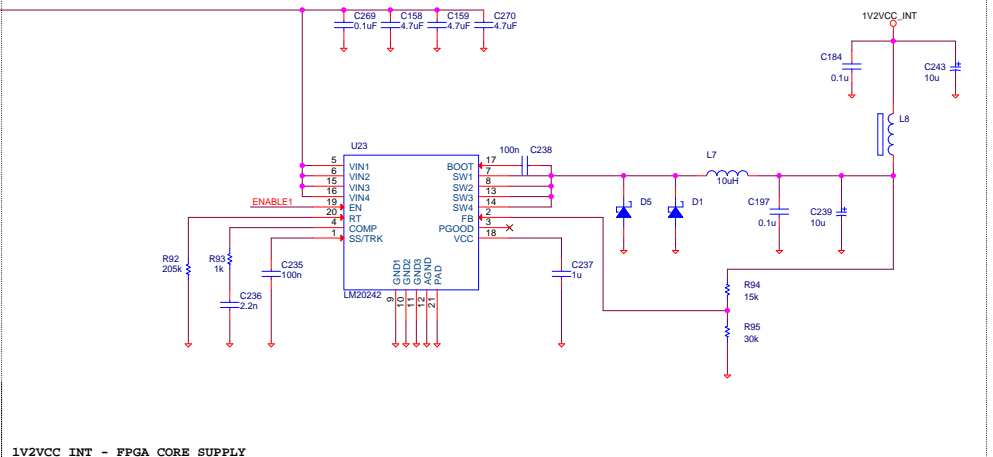 C269
0.1uF
C158
4.7uF
C159
4.7uF
C270
4.7uF
1V2VCC_INT
C184
0.1u
C243
10u
L8
U23
100n
C238
5
VIN1
6
VIN2
15
VIN3
16
VIN4
ENABLE1
19
EN
20
RT
4
COMP
1
SS/TRK
BOOT
17
SW1
7
SW2
8
SW3
13
SW4
14
FB
2
PGOOD
3
VCC
18
L7
10uH
D5
D1
C197
0.1u
C239
10u
R92
205k
R93
1k
C235
100n
C236
2.2n
GND1
GND2
GND3
AGND
PAD
LM20242
9
10
11
12
21
C237
1u
R94
15k
R95
30k
1V2VCC INT - FPGA CORE SUPPLY